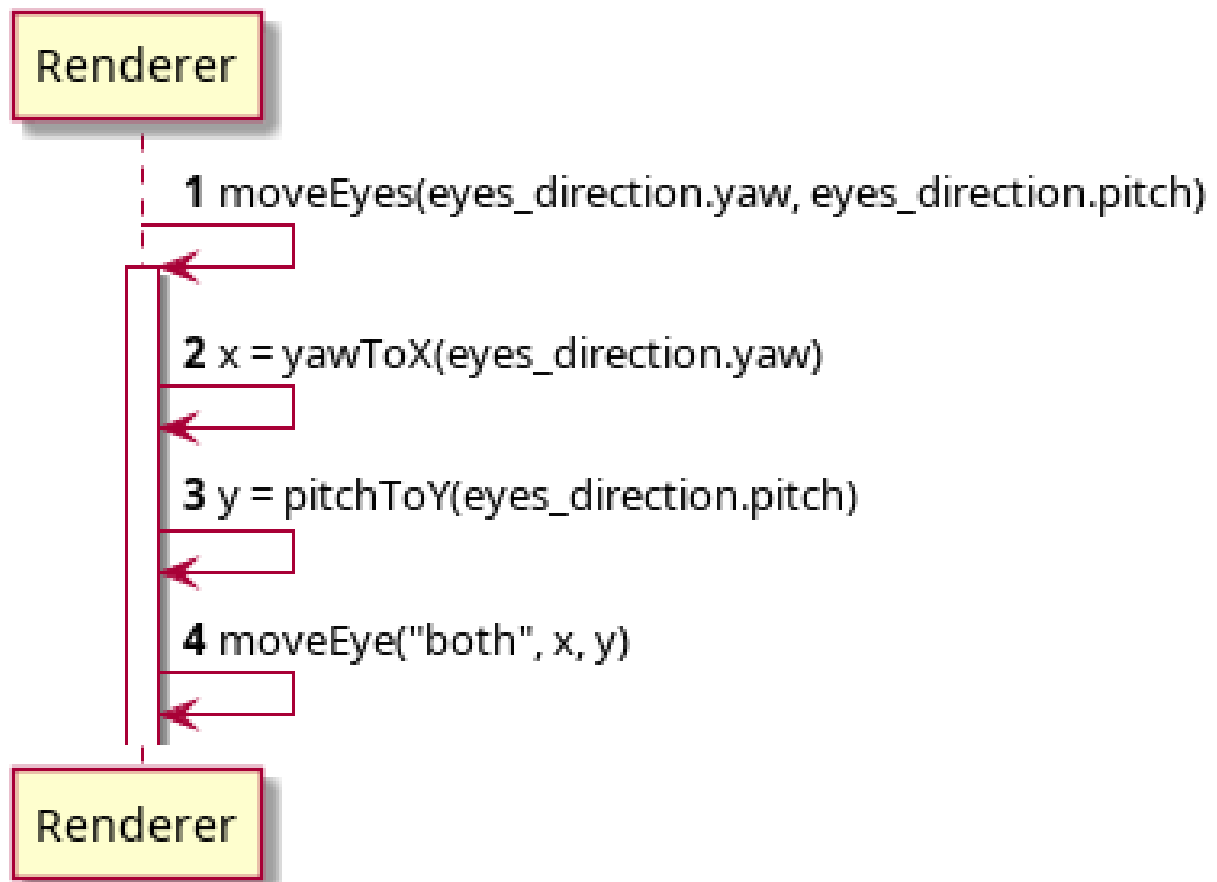 Renderer
1 moveEyes(eyes_direction.yaw, eyes_direction.pitch)
2 x = yawToX(eyes_direction.yaw)
3 y = pitchToY(eyes_direction.pitch)
4 moveEye("both", x, y)
Renderer